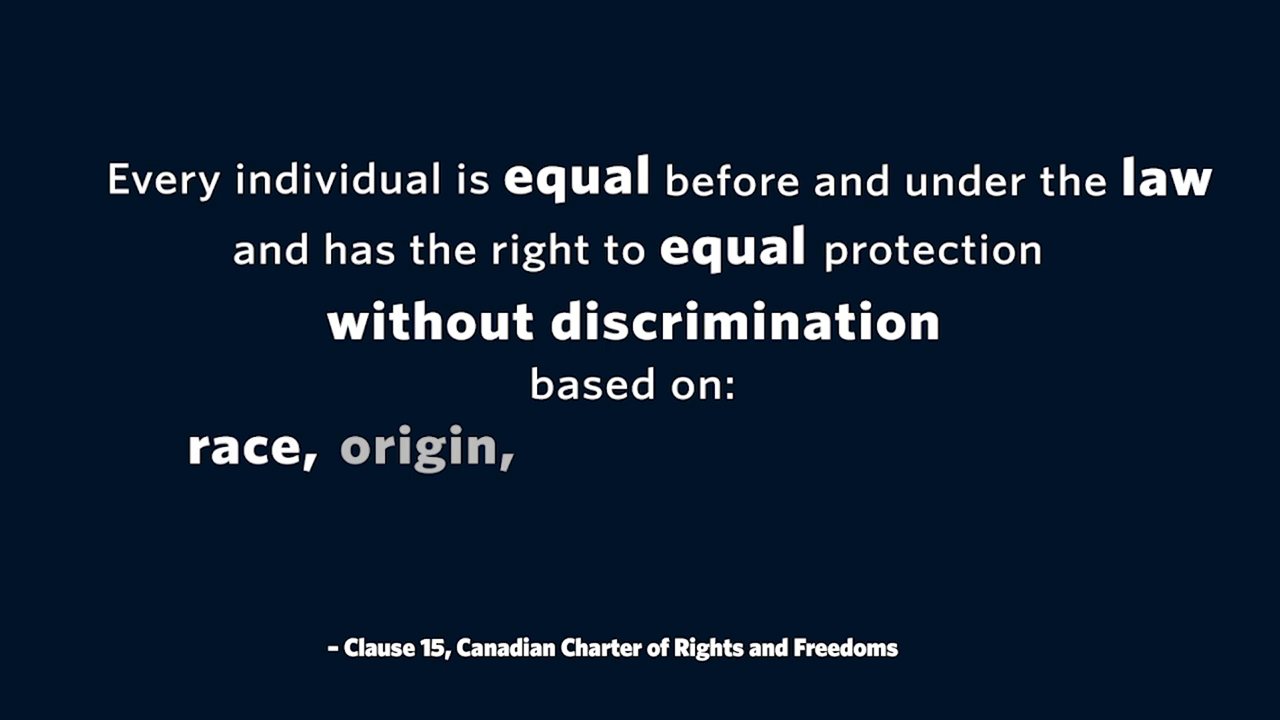 Every individual is equal before and under the law
and has the right to equal protection
without discrimination
based on:
race, origin,
– Clause 15, Canadian Charter of Rights and Freedoms